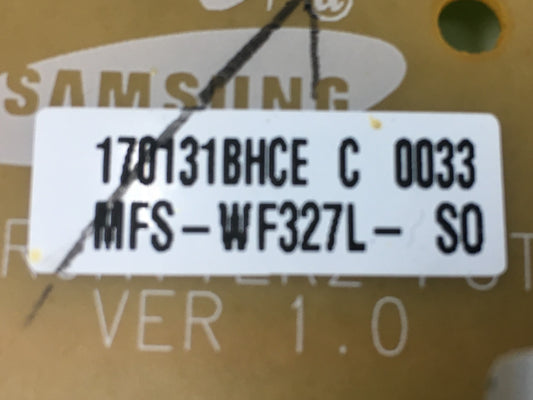 SAMSUNG
170131BHCE C 0033
MFS-WF327L- S0
VER 1.0